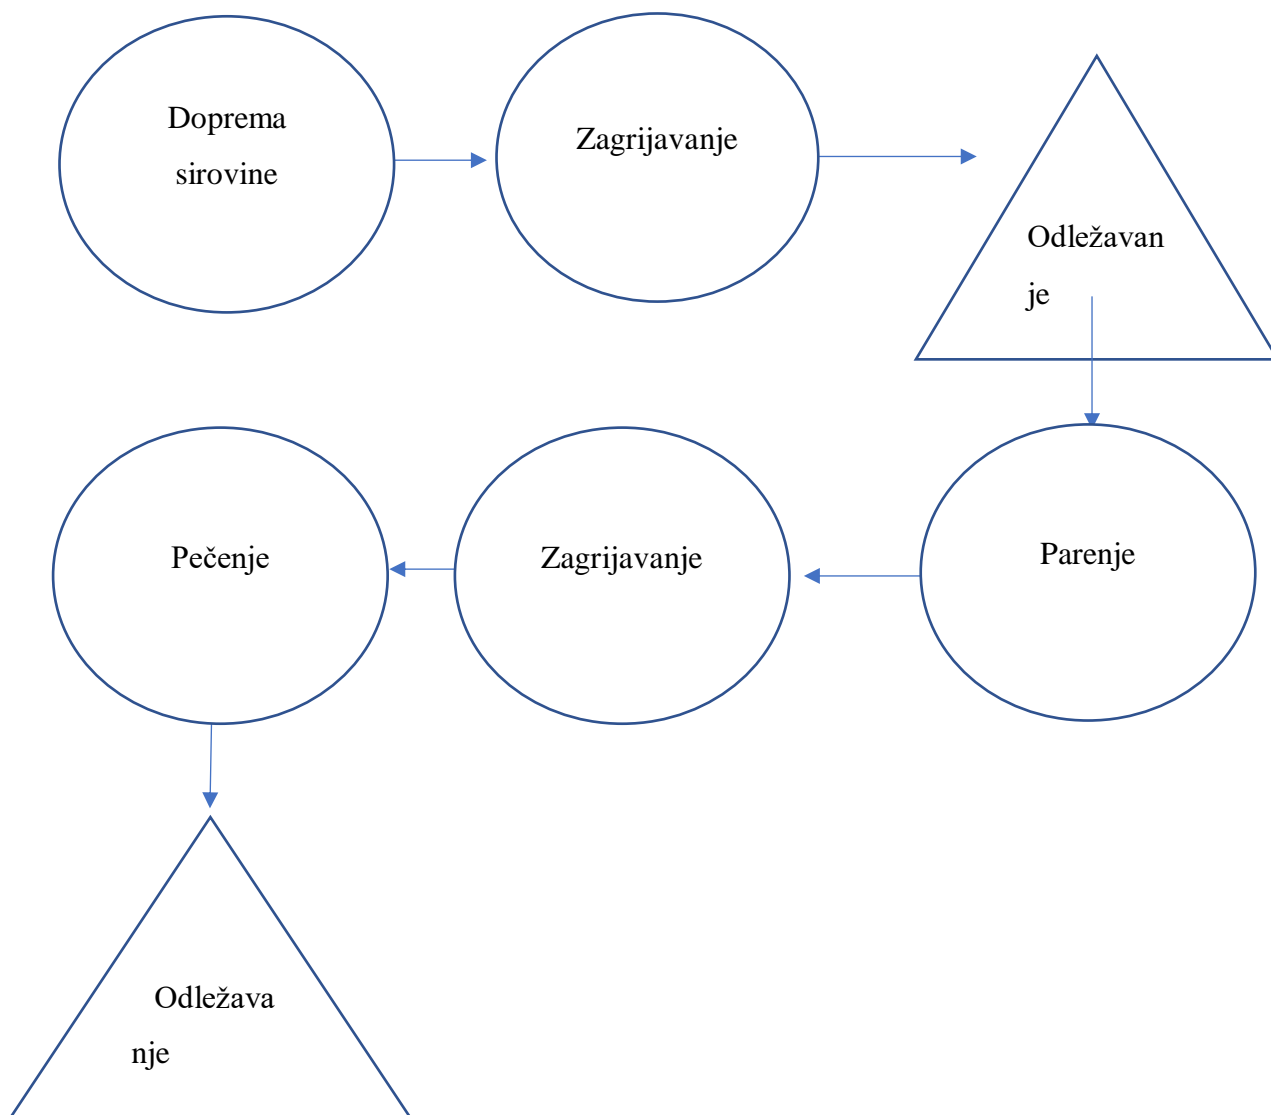 Doprema
sirovine
Zagrijavanje
Odležavan
je
Parenje
Zagrijavanje
Pečenje
Odležava
nje